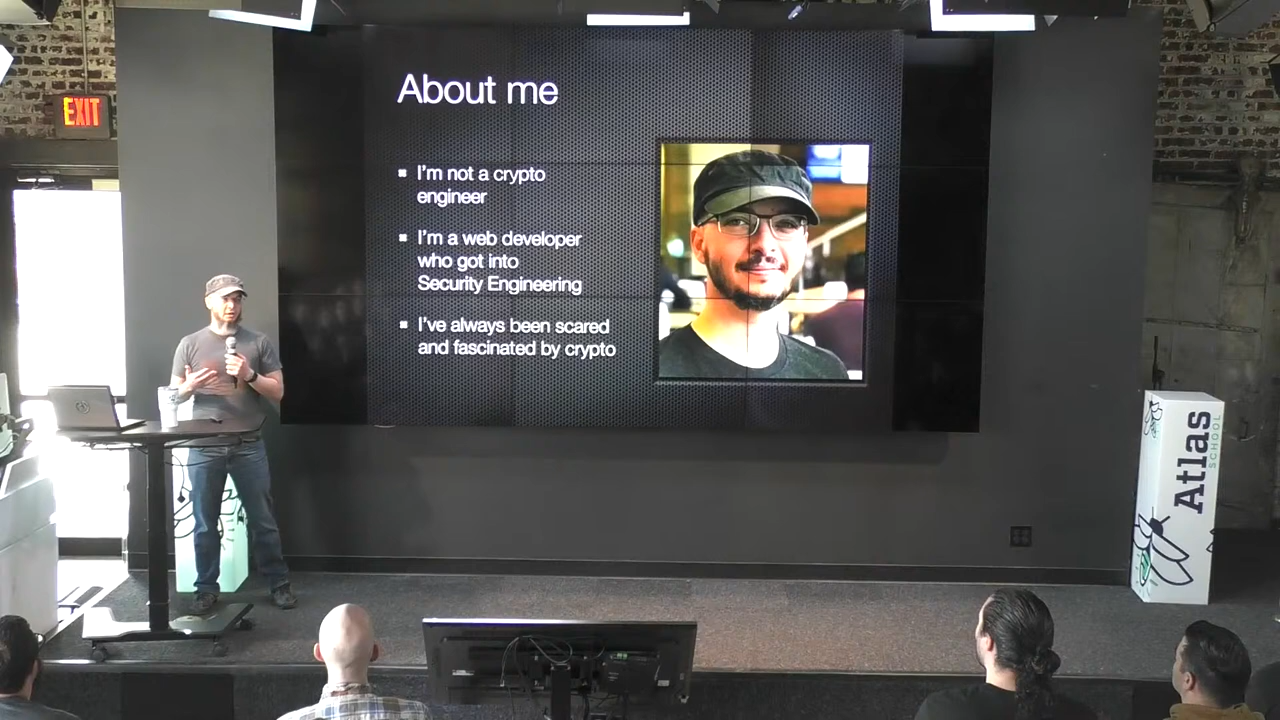 EXIT
About me
I'm not a crypto
engineer
I'm a web developer
who got into
Security Engineering
I've always been scared
and fascinated by crypto
Atlas
SCHOOL